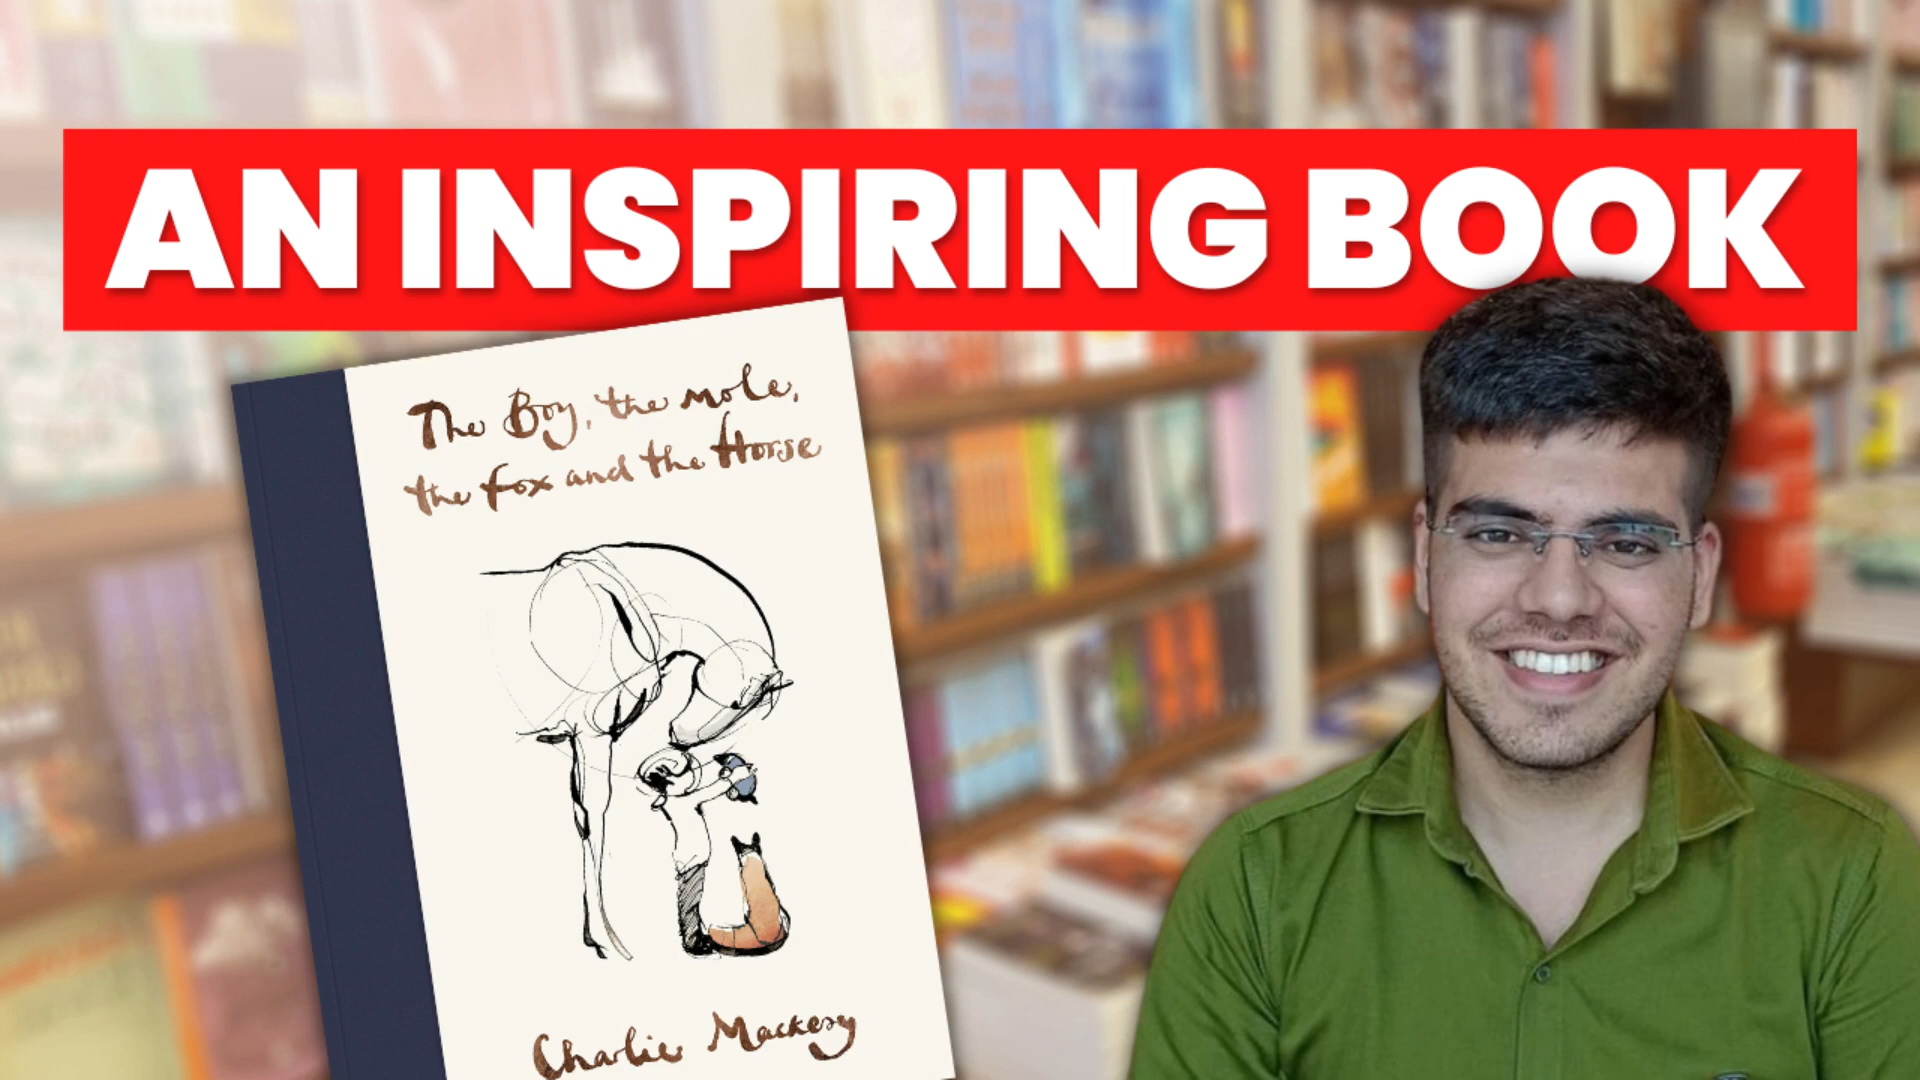 AN INSPIRING BOOK
The Boy, the mole,
the fox and the Horse
Charlie Mackesy